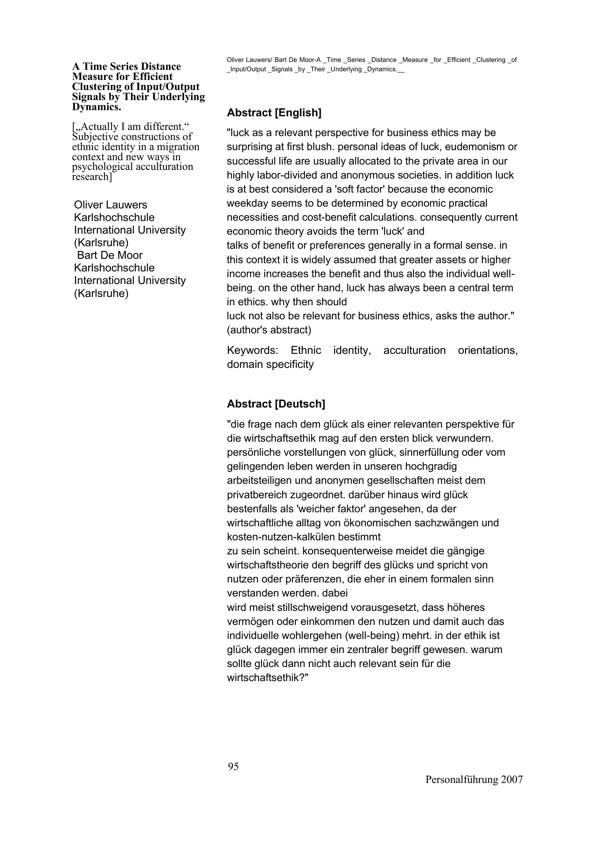 A Time Series Distance
Measure for Efficient
Clustering of Input/Output
Signals by Their Underlying
Dynamics.
[„Actually I am different.“
Subjective constructions of
ethnic identity in a migration
context and new ways in
psychological acculturation
research]
Oliver Lauwers
Karlshochschule
International University
(Karlsruhe)
Bart De Moor
Karlshochschule
International University
(Karlsruhe)
Oliver Lauwers/ Bart De Moor-A _Time _Series _Distance _Measure _for _Efficient _Clustering _of
_Input/Output _Signals _by _Their _Underlying _Dynamics.__
Abstract [English]
"luck as a relevant perspective for business ethics may be
surprising at first blush. personal ideas of luck, eudemonism or
successful life are usually allocated to the private area in our
highly labor-divided and anonymous societies. in addition luck
is at best considered a 'soft factor' because the economic
weekday seems to be determined by economic practical
necessities and cost-benefit calculations. consequently current
economic theory avoids the term 'luck' and
talks of benefit or preferences generally in a formal sense. in
this context it is widely assumed that greater assets or higher
income increases the benefit and thus also the individual well-
being. on the other hand, luck has always been a central term
in ethics. why then should
luck not also be relevant for business ethics, asks the author."
(author's abstract)
Keywords: Ethnic identity, acculturation orientations,
domain specificity
Abstract [Deutsch]
"die frage nach dem glück als einer relevanten perspektive für
die wirtschaftsethik mag auf den ersten blick verwundern.
persönliche vorstellungen von glück, sinnerfüllung oder vom
gelingenden leben werden in unseren hochgradig
arbeitsteiligen und anonymen gesellschaften meist dem
privatbereich zugeordnet. darüber hinaus wird glück
bestenfalls als 'weicher faktor' angesehen, da der
wirtschaftliche alltag von ökonomischen sachzwängen und
kosten-nutzen-kalkülen bestimmt
zu sein scheint. konsequenterweise meidet die gängige
wirtschaftstheorie den begriff des glücks und spricht von
nutzen oder präferenzen, die eher in einem formalen sinn
verstanden werden. dabei
wird meist stillschweigend vorausgesetzt, dass höheres
vermögen oder einkommen den nutzen und damit auch das
individuelle wohlergehen (well-being) mehrt. in der ethik ist
glück dagegen immer ein zentraler begriff gewesen. warum
sollte glück dann nicht auch relevant sein für die
wirtschaftsethik?"
95
Personalführung 2007